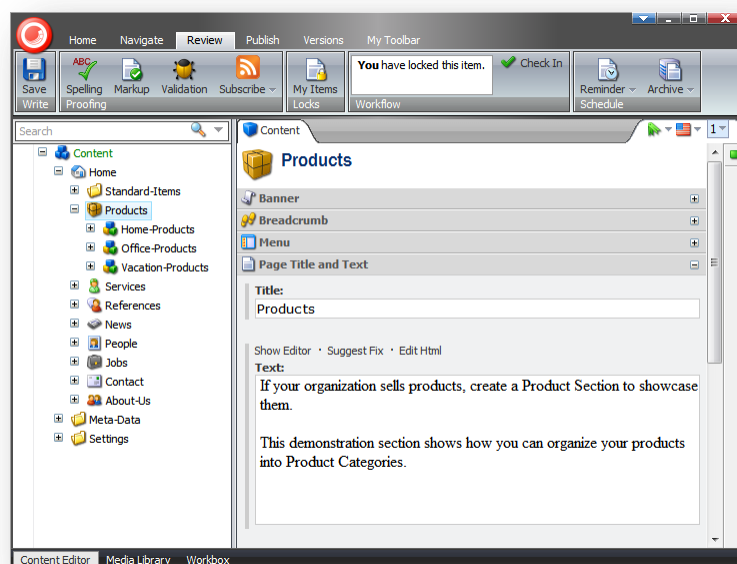 Home Navigate Review Publish Versions My Toolbar
ABC
You have locked this item.
Check In
Save Spelling Markup Validation Subscribe My Items Reminder Archive
Write Proofing Locks Workflow Schedule
Search
Content
1
Content
Home
Standard-Items
Products
Home-Products
Office-Products
Vacation-Products
Services
References
News
People
Jobs
Contact
About-Us
Meta-Data
Settings
Products
Banner
Breadcrumb
Menu
Page Title and Text
Title:
Products
Show Editor · Suggest Fix · Edit Html
Text:
If your organization sells products, create a Product Section to showcase
them.
This demonstration section shows how you can organize your products
into Product Categories.
Content Editor Media Library Workbox